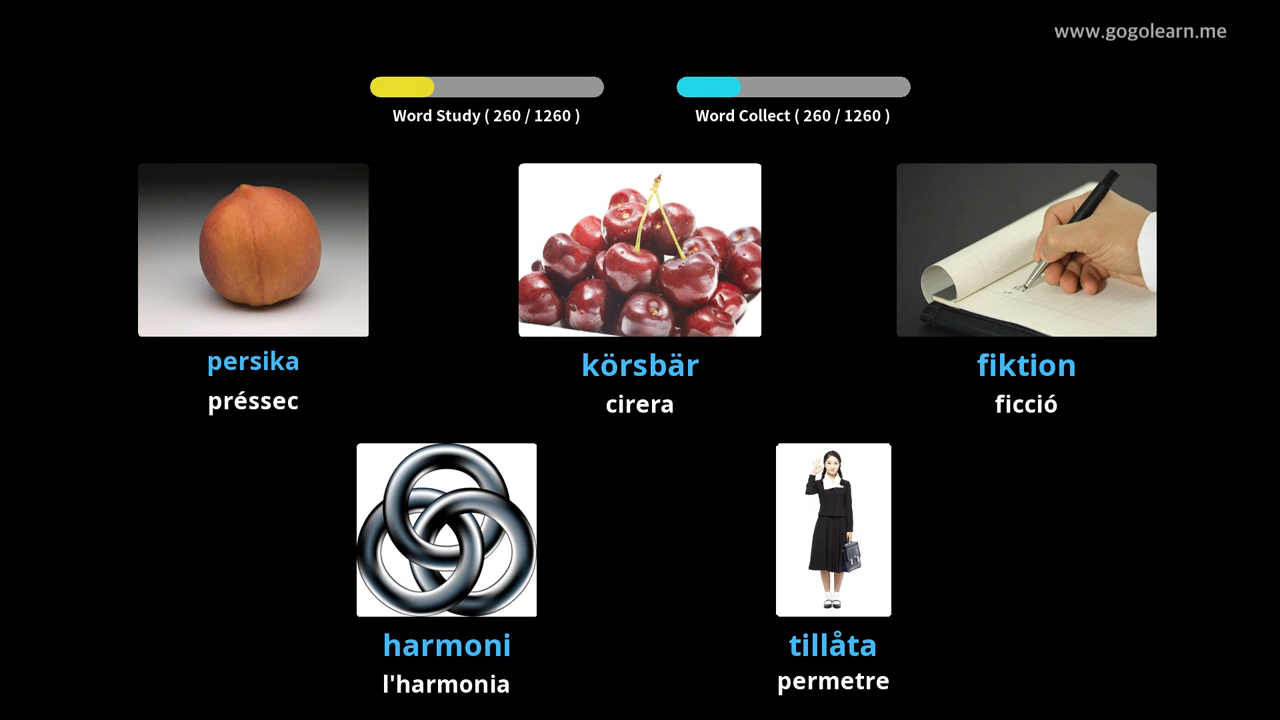 www.gogolearn.me
Word Study ( 260 / 1260 )
Word Collect ( 260 / 1260 )
persika
préssec
körsbär
cirera
fiktion
ficció
harmoni
l'harmonia
tillåta
permetre